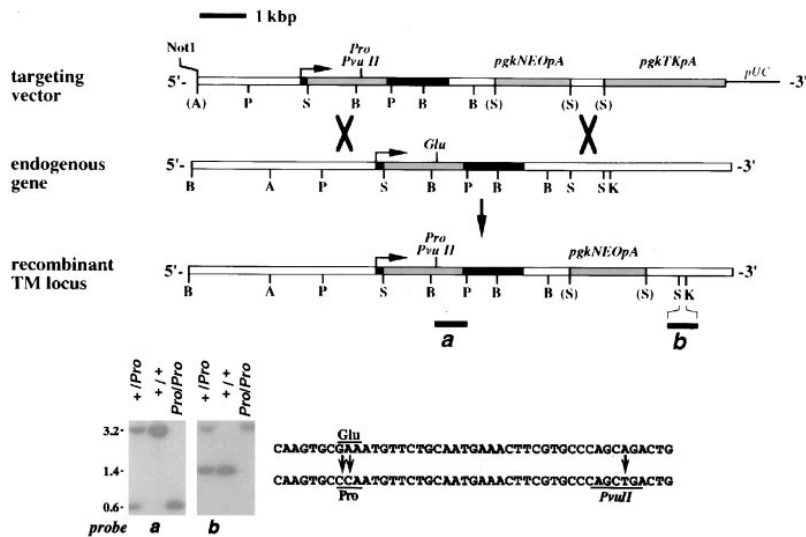 1 kbp
Not1
Pro
Pvu II
pgkNEOpA
pgkTKpA
pUC
targeting
vector
5'-
-3'
(A) P S B P B B (S) (S) (S)
Glu
endogenous
gene
5'-
-3'
B A P S B P B B S S K
Pro
Pvu II
pgkNEOpA
recombinant
TM locus
5'-
-3'
B A P S B P B B (S) (S) S K
a
b
+/Pro +/+ Pro/Pro +/Pro +/+ Pro/Pro
3.2-
1.4-
0.6-
probe a b
Glu
CAAGTGCGAAATGTTCTGCAATGAAACTTCGTGCCCAGCAGACTG
CAAGTGCCCAATGTTCTGCAATGAAACTTCGTGCCCAGCTGACTG
Pro
PvuII